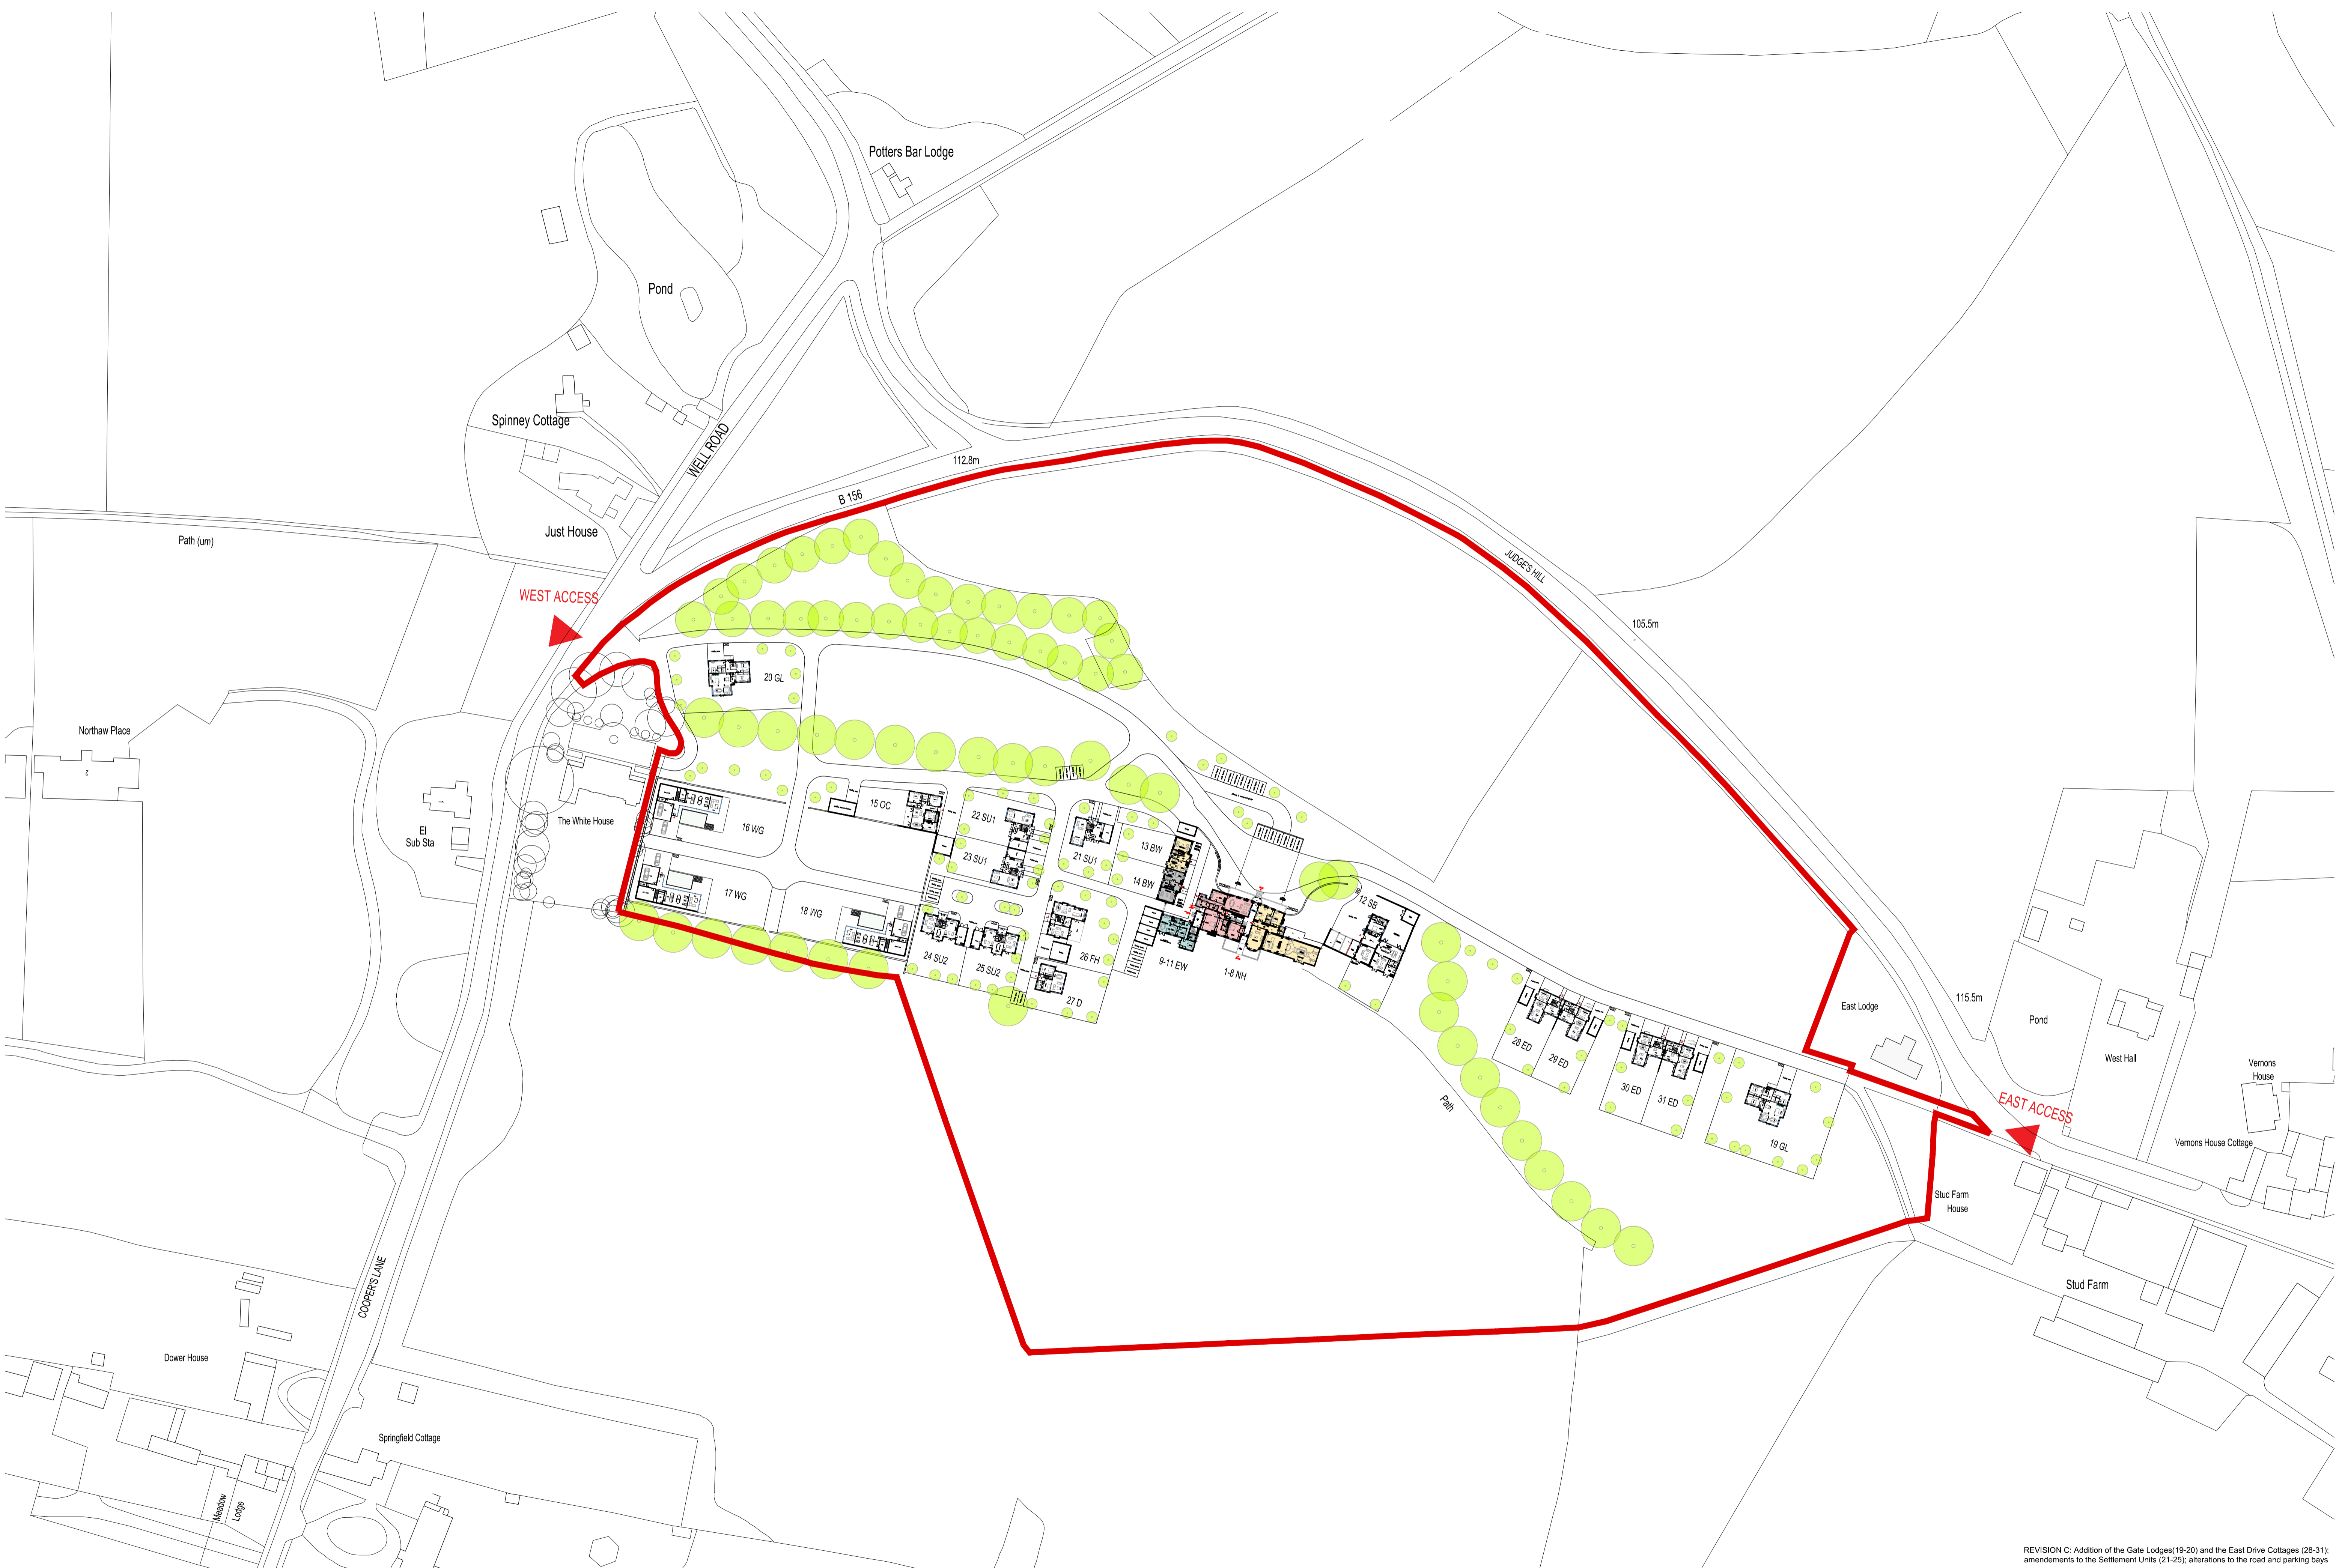 Potters Bar Lodge
Pond
Spinney Cottage
WELL ROAD
112.8m
B 156
Just House
Path (um)
JUDGE'S HILL
WEST ACCESS
105.5m
20 GL
Northaw Place
2
15 OC
22 SU1
16 WG
The White House
El
Sub Sta
23 SU1
21 SU1
13 BW
14 BW
17 WG
18 WG
12 SB
24 SU2
25 SU2
26 FH
9-11 EW
1-8 NH
27 D
115.5m
East Lodge
Pond
West Hall
28 ED
29 ED
30 ED
31 ED
Vernons
House
Path
EAST ACCESS
19 GL
Vernons House Cottage
Stud Farm
House
COOPER'S LANE
Stud Farm
Dower House
Springfield Cottage
Meadow
Lodge
REVISION C: Addition of the Gate Lodges(19-20) and the East Drive Cottages (28-31);
amendements to the Settlement Units (21-25); alterations to the road and parking bays